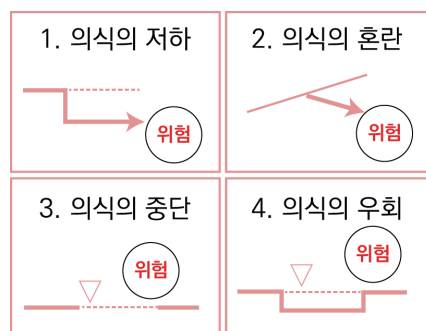 1. 의식의 저하
위험
2. 의식의 혼란
위험
3. 의식의 중단
위험
4. 의식의 우회
위험